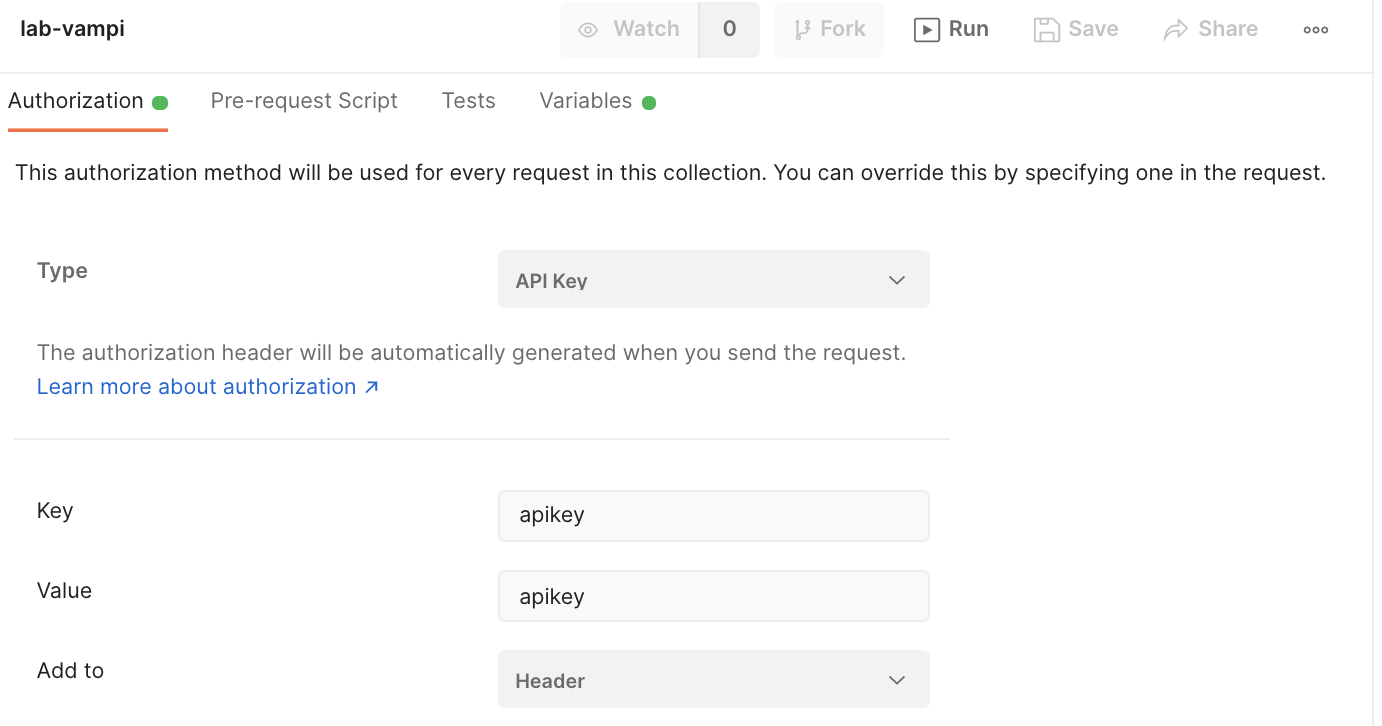 lab-vampi
Watch
0
Fork
Run
Save
Share
Authorization
Pre-request Script
Tests
Variables
This authorization method will be used for every request in this collection. You can override this by specifying one in the request.
Type
API Key
The authorization header will be automatically generated when you send the request.
Learn more about authorization ↗
Key
apikey
Value
apikey
Add to
Header